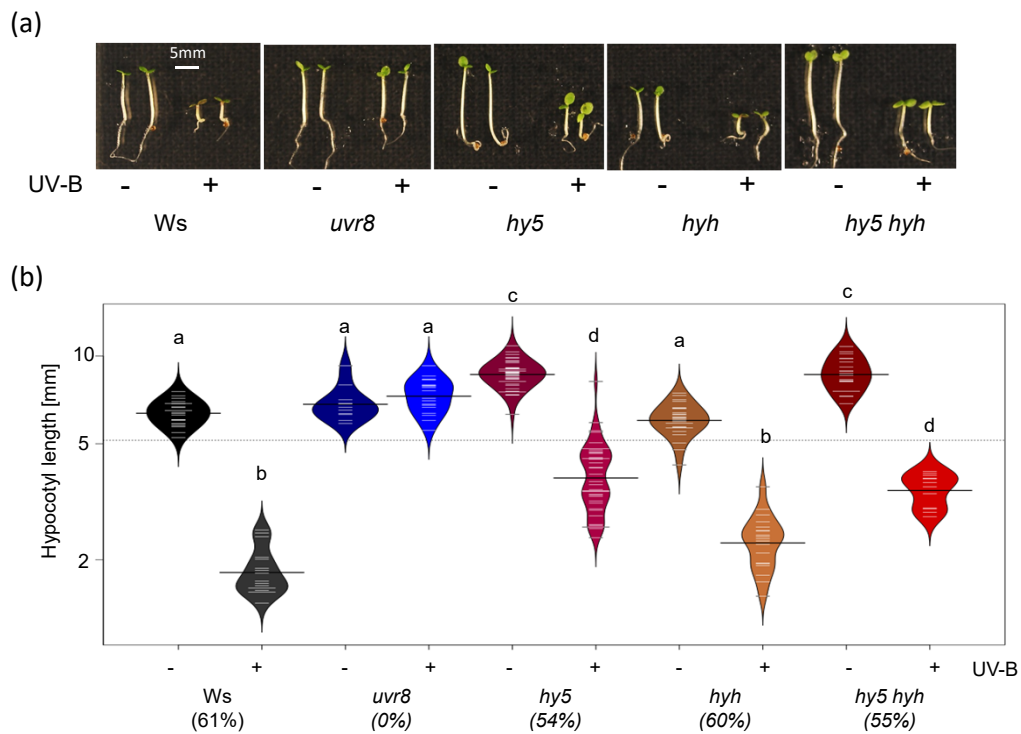 (a)
5mm
UV-B - + - + - + - + - +
Ws uvr8 hy5 hyh hy5 hyh
(b)
Hypocotyl length [mm]
10
5
2
a b a a c d a b c d
- + - + - + - + - + UV-B
Ws uvr8 hy5 hyh hy5 hyh
(61%) (0%) (54%) (60%) (55%)